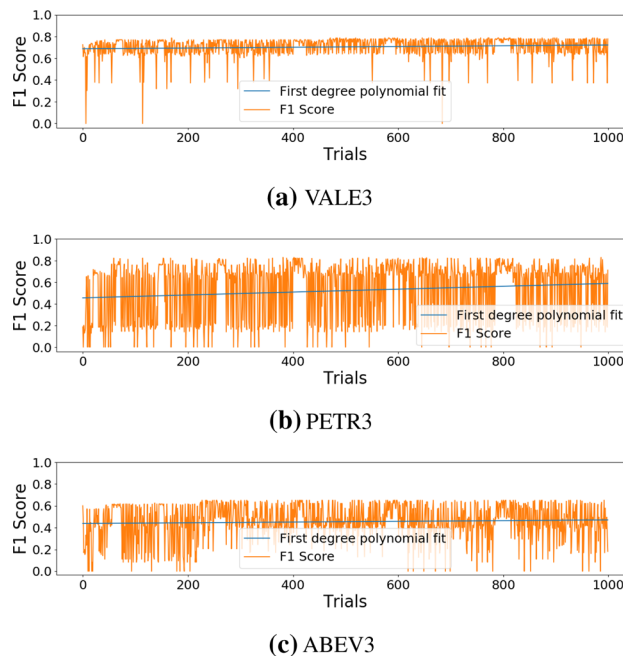 F1 Score
1.0
0.8
0.6
0.4
0.2
0.0
First degree polynomial fit
F1 Score
0 200 400 600 800 1000
Trials
(a) VALE3
F1 Score
1.0
0.8
0.6
0.4
0.2
0.0
First degree polynomial fit
F1 Score
0 200 400 600 800 1000
Trials
(b) PETR3
F1 Score
1.0
0.8
0.6
0.4
0.2
0.0
First degree polynomial fit
F1 Score
0 200 400 600 800 1000
Trials
(c) ABEV3